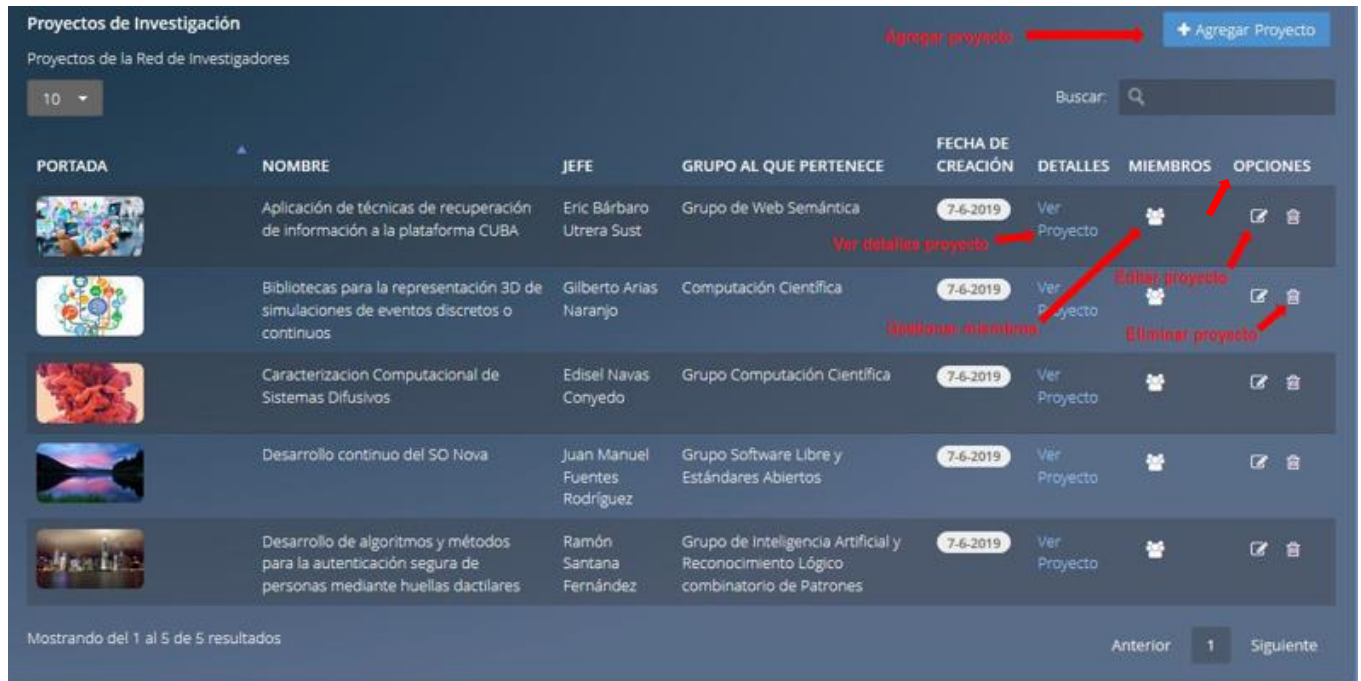 Proyectos de Investigación
Agregar proyecto
Agregar Proyecto
Proyectos de la Red de Investigadores
10
Buscar:
PORTADA
NOMBRE
JEFE
GRUPO AL QUE PERTENECE
FECHA DE
CREACIÓN
DETALLES
MIEMBROS
OPCIONES
Aplicación de técnicas de recuperación
de información a la plataforma CUBA
Eric Bárbaro
Utrera Sust
Grupo de Web Semántica
7-6-2019
Ver
Proyecto
Ver detalles proyecto
Editar proyecto
Bibliotecas para la representación 3D de
simulaciones de eventos discretos o
continuos
Gilberto Arias
Naranjo
Computación Científica
7-6-2019
Ver
Proyecto
Gestionar miembros
Eliminar proyecto
Caracterizacion Computacional de
Sistemas Difusivos
Edisel Navas
Conyedo
Grupo Computación Científica
7-6-2019
Ver
Proyecto
Desarrollo continuo del SO Nova
Juan Manuel
Fuentes
Rodríguez
Grupo Software Libre y
Estándares Abiertos
7-6-2019
Ver
Proyecto
Desarrollo de algoritmos y métodos
para la autenticación segura de
personas mediante huellas dactilares
Ramón
Santana
Fernández
Grupo de Inteligencia Artificial y
Reconocimiento Lógico
combinatorio de Patrones
7-6-2019
Ver
Proyecto
Mostrando del 1 al 5 de 5 resultados
Anterior
1
Siguiente